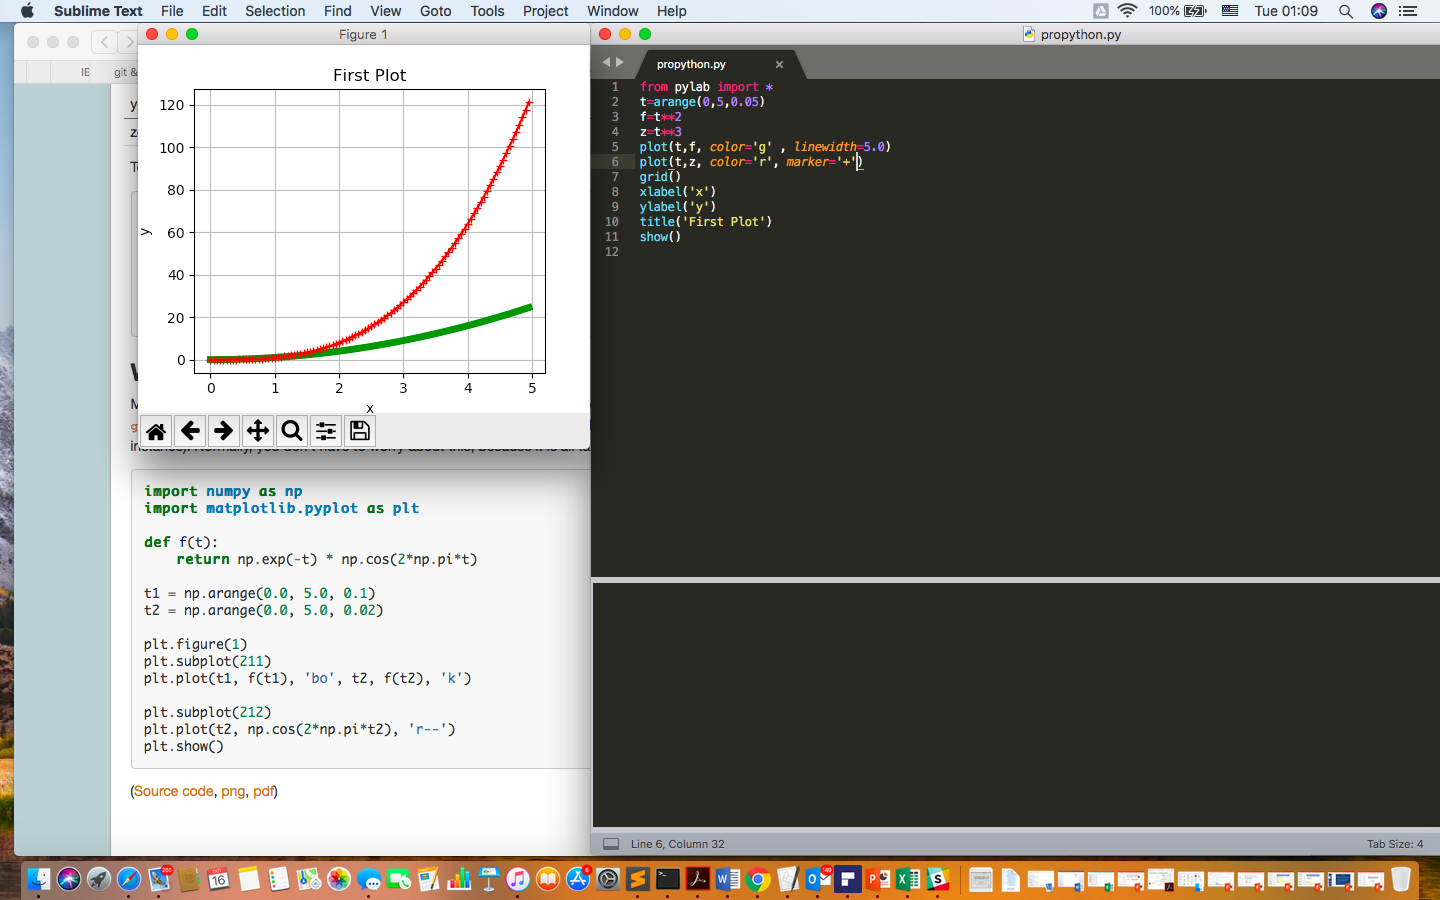 Sublime Text File Edit Selection Find View Goto Tools Project Window Help 100% Tue 01:09
Figure 1
IE git &
First Plot
120
100
80
60
40
20
0
y
0 1 2 3 4 5
x
import numpy as np
import matplotlib.pyplot as plt
def f(t):
return np.exp(-t) * np.cos(2*np.pi*t)
t1 = np.arange(0.0, 5.0, 0.1)
t2 = np.arange(0.0, 5.0, 0.02)
plt.figure(1)
plt.subplot(211)
plt.plot(t1, f(t1), 'bo', t2, f(t2), 'k')
plt.subplot(212)
plt.plot(t2, np.cos(2*np.pi*t2), 'r--')
plt.show()
(Source code, png, pdf)
propython.py
propython.py ×
1 from pylab import *
2 t=arange(0,5,0.05)
3 f=t**2
4 z=t**3
5 plot(t,f, color='g' , linewidth=5.0)
6 plot(t,z, color='r', marker='+')
7 grid()
8 xlabel('x')
9 ylabel('y')
10 title('First Plot')
11 show()
12
Line 6, Column 32 Tab Size: 4